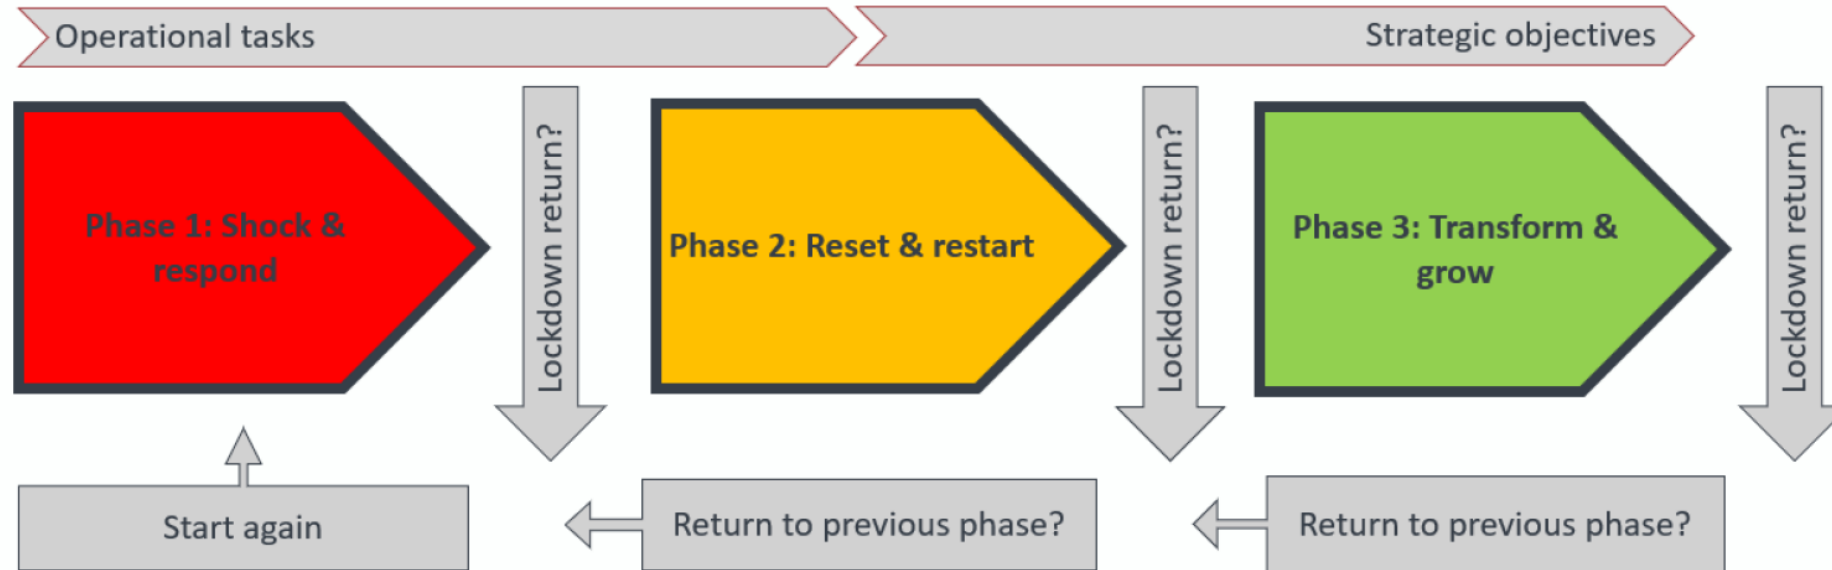 Operational tasks
Strategic objectives
Phase 1: Shock &
respond
Lockdown return?
Phase 2: Reset & restart
Lockdown return?
Phase 3: Transform &
grow
Lockdown return?
Start again
Return to previous phase?
Return to previous phase?